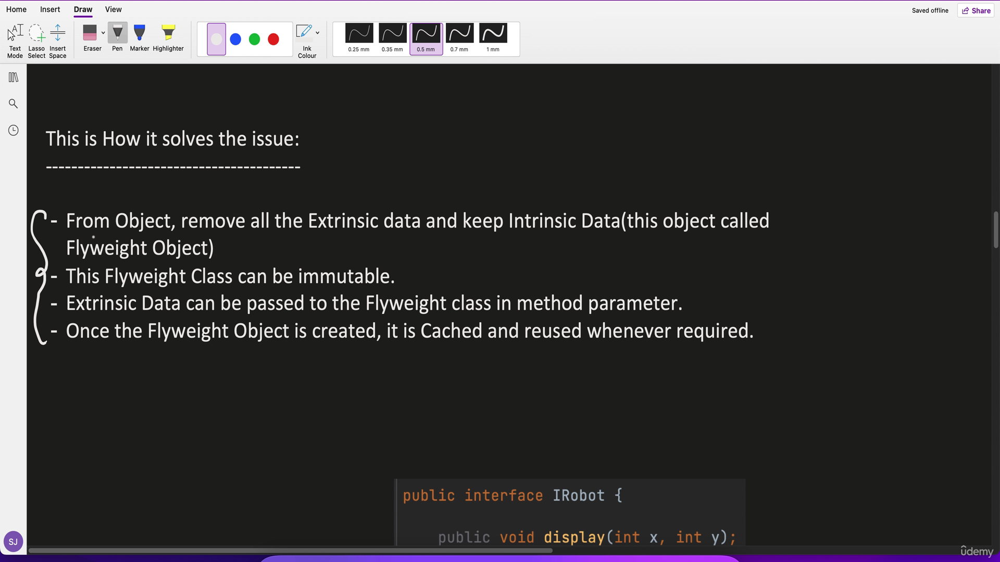 Home Insert Draw View
Saved offline Share
Text Mode
Lasso Select
Insert Space
Eraser
Pen
Marker
Highlighter
Ink Colour
0.25 mm 0.35 mm 0.5 mm 0.7 mm 1 mm
This is How it solves the issue:
----------------------------------------
- From Object, remove all the Extrinsic data and keep Intrinsic Data(this object called
Flyweight Object)
- This Flyweight Class can be immutable.
- Extrinsic Data can be passed to the Flyweight class in method parameter.
- Once the Flyweight Object is created, it is Cached and reused whenever required.
public interface IRobot {
public void display(int x, int y);
SJ
ûdemy